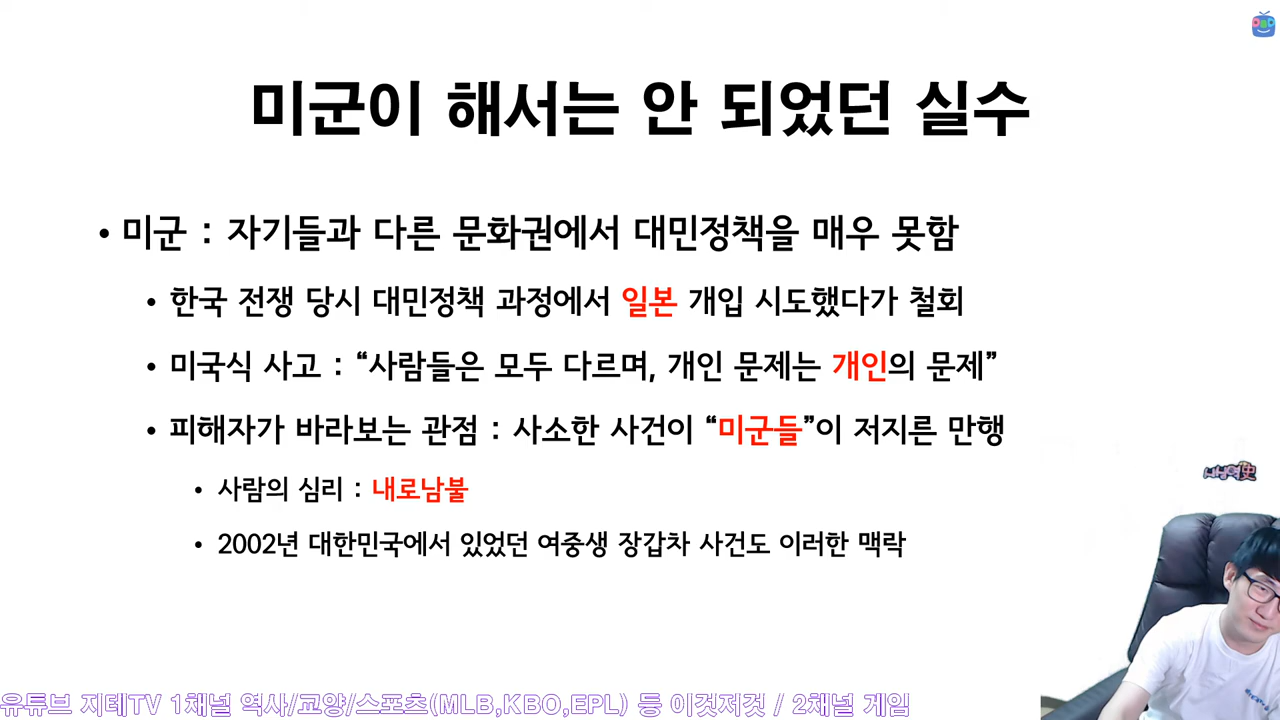 미군이 해서는 안 되었던 실수
• 미군 : 자기들과 다른 문화권에서 대민정책을 매우 못함
• 한국 전쟁 당시 대민정책 과정에서 일본 개입 시도했다가 철회
• 미국식 사고 : “사람들은 모두 다르며, 개인 문제는 개인의 문제”
• 피해자가 바라보는 관점 : 사소한 사건이 “미군들”이 저지른 만행
• 사람의 심리 : 내로남불
• 2002년 대한민국에서 있었던 여중생 장갑차 사건도 이러한 맥락
유튜브 지테TV 1채널 역사/교양/스포츠(MLB,KBO,EPL) 등 이것저것 / 2채널 게임